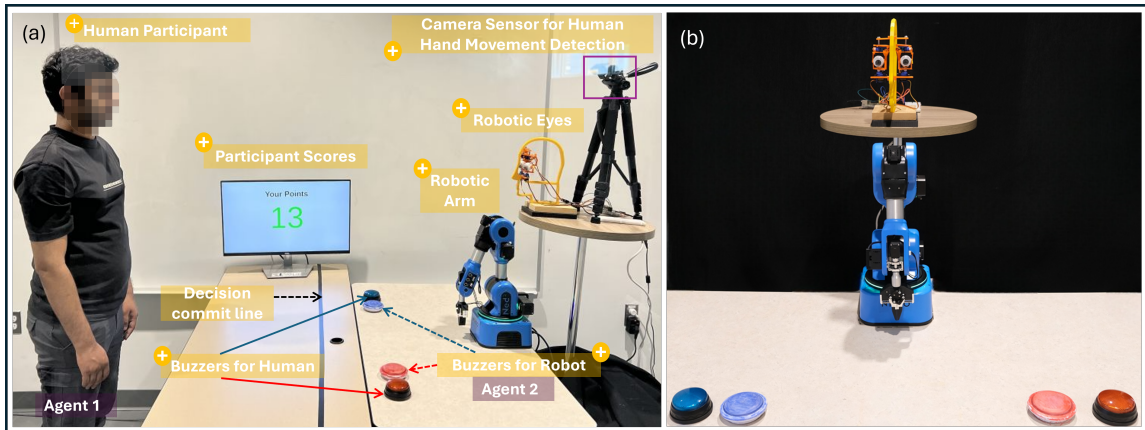 (a)
Human Participant
Camera Sensor for Human
Hand Movement Detection
Robotic Eyes
Participant Scores
Robotic
Arm
Your Points
13
Decision
commit line
Buzzers for Human
Buzzers for Robot
Agent 1
Agent 2
(b)
Ned2